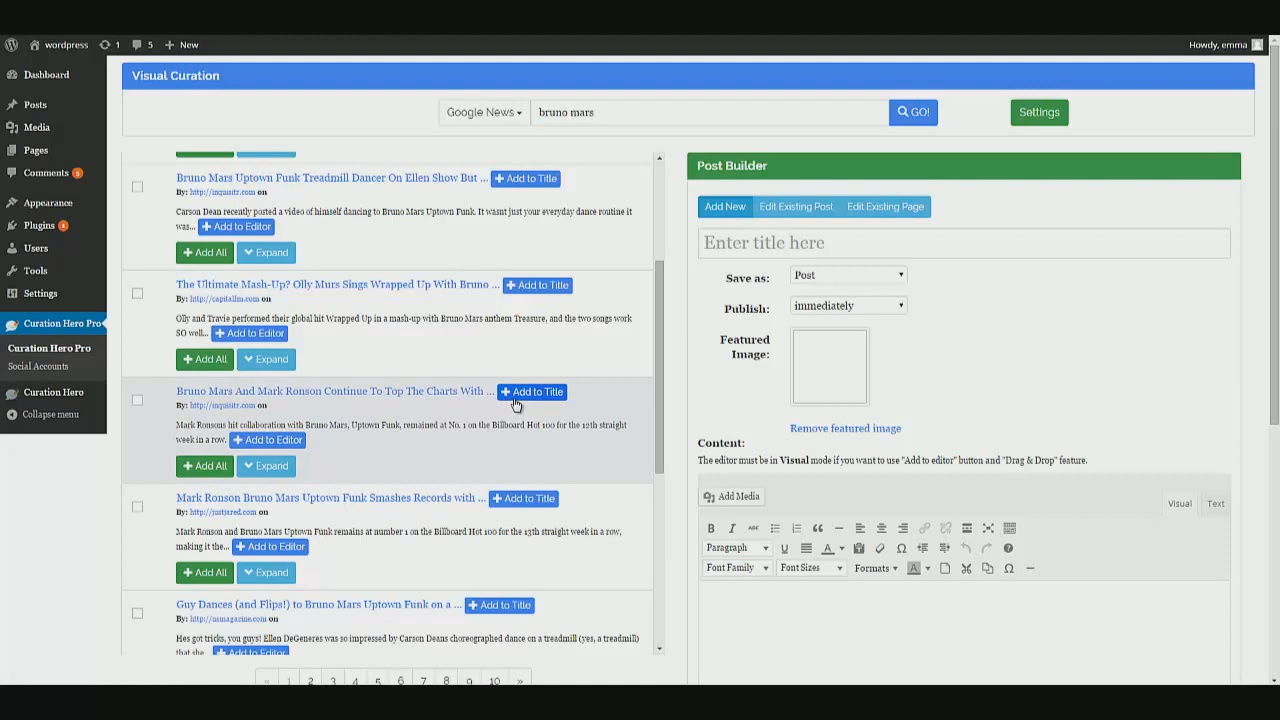 wordpress 1 5 New Howdy, emma
Dashboard
Posts
Media
Pages
Comments 5
Appearance
Plugins 4
Users
Tools
Settings
Curation Hero Pro
Curation Hero Pro
Social Accounts
Curation Hero
Collapse menu
Visual Curation
Google News bruno mars GO! Settings
Bruno Mars Uptown Funk Treadmill Dancer On Ellen Show But ... Add to Title
By: http://inquisitr.com on
Carson Dean recently posted a video of himself dancing to Bruno Mars Uptown Funk. It wasnt just your everyday dance routine it
was... Add to Editor
Add All Expand
The Ultimate Mash-Up? Olly Murs Sings Wrapped Up With Bruno ... Add to Title
By: http://capitalfm.com on
Olly and Travie performed their global hit Wrapped Up in a mash-up with Bruno Mars anthem Treasure, and the two songs work
SO well... Add to Editor
Add All Expand
Bruno Mars And Mark Ronson Continue To Top The Charts With ... Add to Title
By: http://inquisitr.com on
Mark Ronsons hit collaboration with Bruno Mars, Uptown Funk, remained at No. 1 on the Billboard Hot 100 for the 12th straight
week in a row. Add to Editor
Add All Expand
Mark Ronson Bruno Mars Uptown Funk Smashes Records with ... Add to Title
By: http://justjared.com on
Mark Ronson and Bruno Mars Uptown Funk remains at number 1 on the Billboard Hot 100 for the 13th straight week in a row,
making it the... Add to Editor
Add All Expand
Guy Dances (and Flips!) to Bruno Mars Uptown Funk on a ... Add to Title
By: http://usmagazine.com on
Hes got tricks, you guys! Ellen DeGeneres was so impressed by Carson Deans choreographed dance on a treadmill (yes, a treadmill)
that she... Add to Editor
« 1 2 3 4 5 6 7 8 9 10 »
Post Builder
Add New Edit Existing Post Edit Existing Page
Enter title here
Save as: Post
Publish: immediately
Featured
Image:
Remove featured image
Content:
The editor must be in Visual mode if you want to use "Add to editor" button and "Drag & Drop" feature.
Add Media Visual Text
B I ABC
Paragraph U A Ω
Font Family Font Sizes Formats A Ω